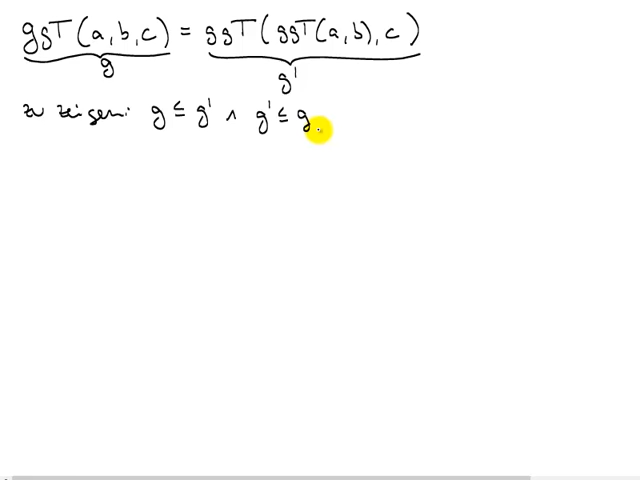 ggT(a,b,c) = ggT(ggT(a,b),c)
g g'
zu zeigen: g ≤ g' ∧ g' ≤ g